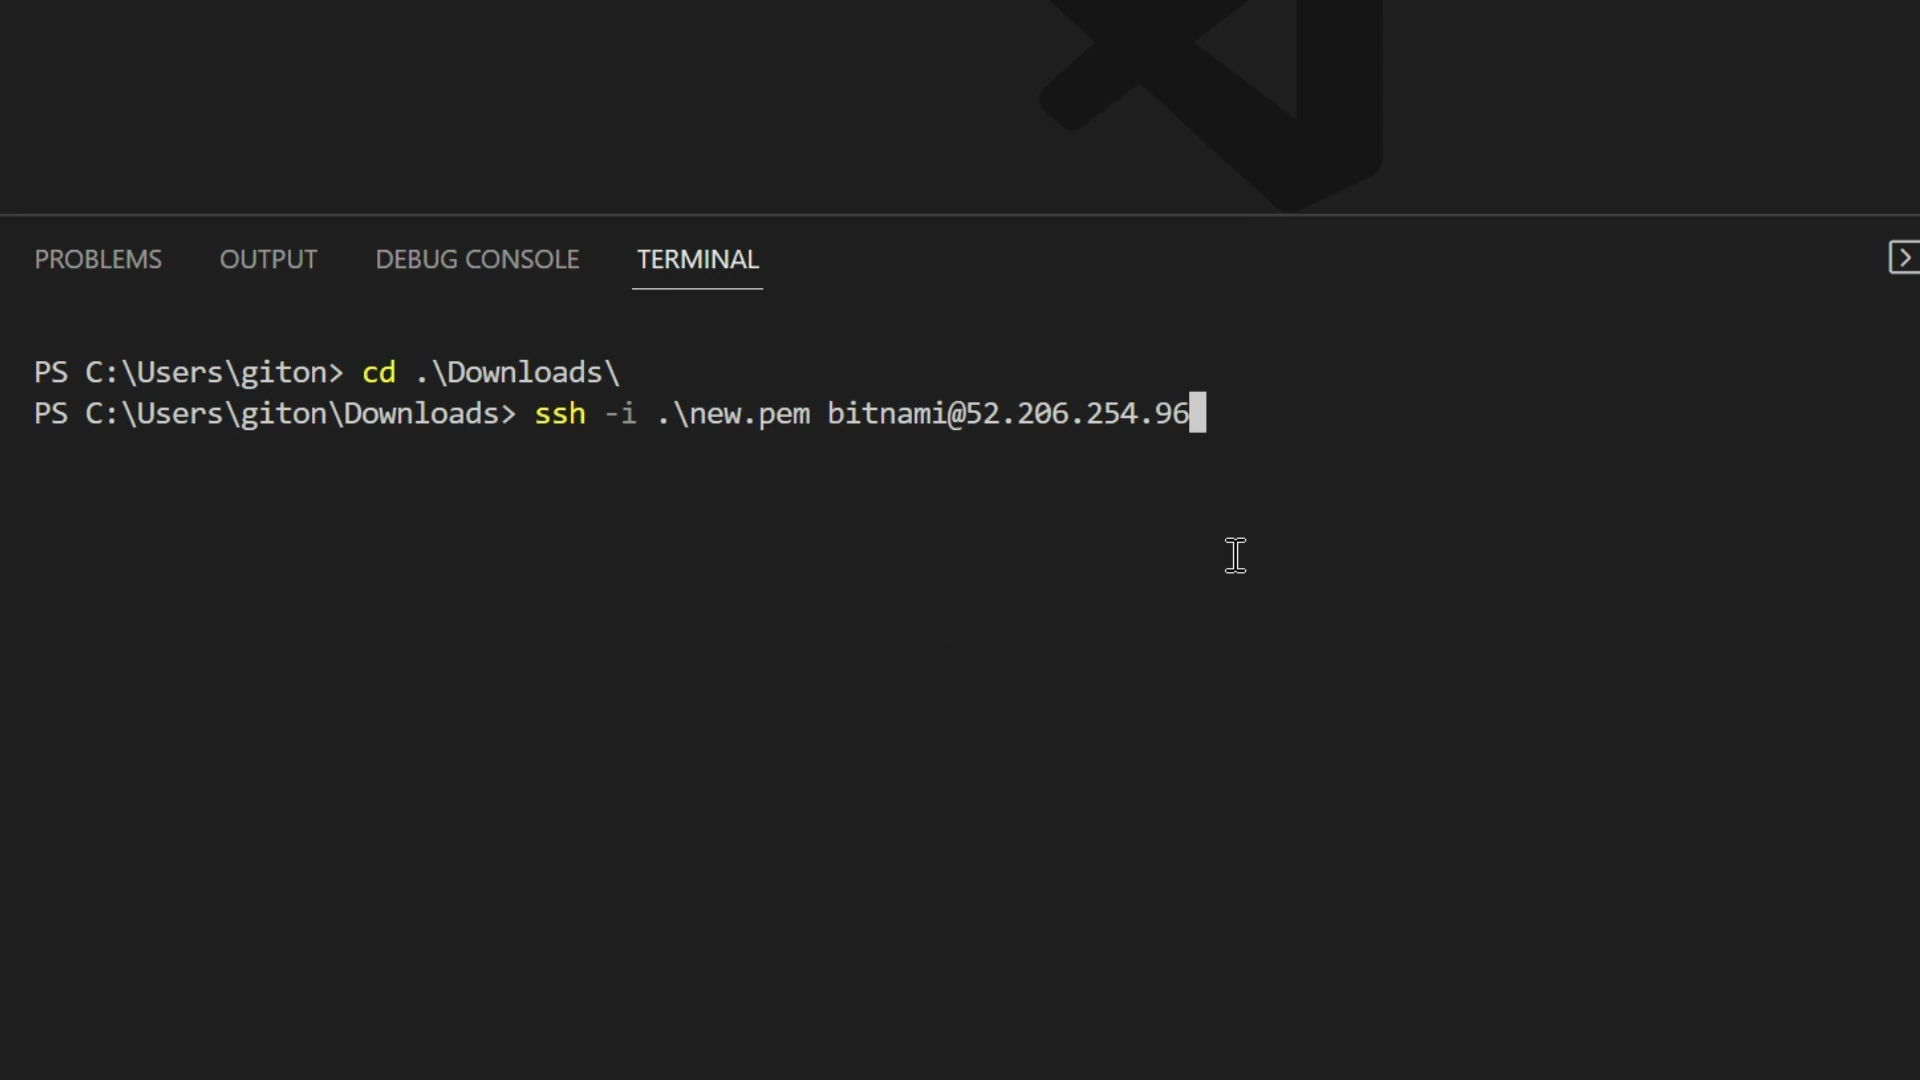 PROBLEMS OUTPUT DEBUG CONSOLE TERMINAL
PS C:\Users\giton> cd .\Downloads\
PS C:\Users\giton\Downloads> ssh -i .\new.pem bitnami@52.206.254.96